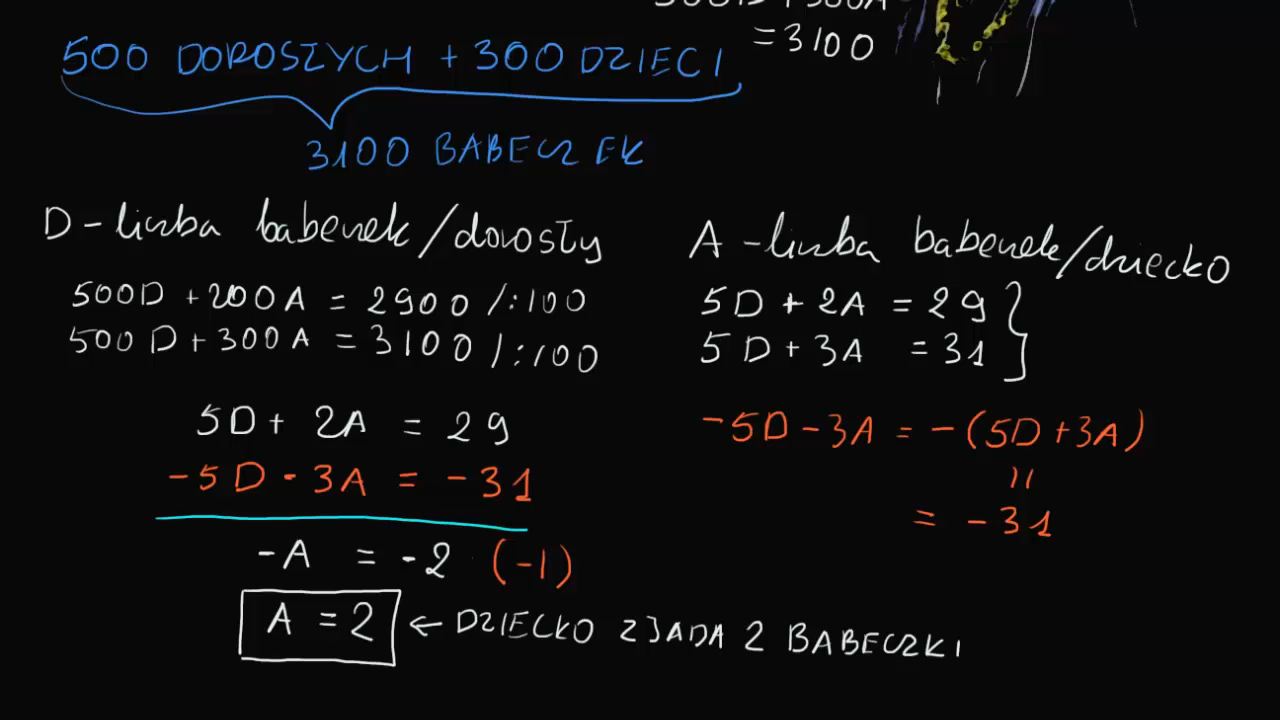 = 3100
500 DOROSZYCH + 300 DZIECI
3100 BABECZEK
D - liczba babeczek/dorosły
A - liczba babeczek/dziecko
500D + 200A = 2900 /:100
500D + 300A = 3100 /:100
5D + 2A = 29
5D + 3A = 31
5D + 2A = 29
-5D - 3A = -31
-A = -2 (-1)
A = 2 ← DZIECKO ZJADA 2 BABECZKI
-5D - 3A = -(5D + 3A)
= -31